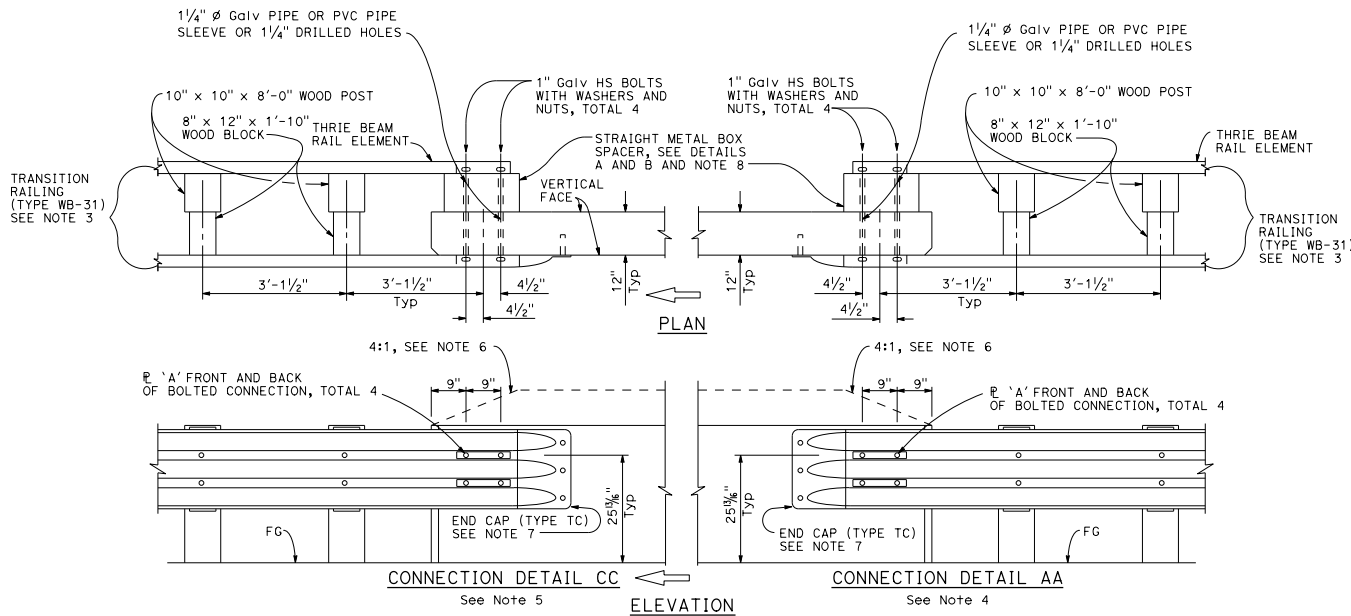 1¼" Ø Galv PIPE OR PVC PIPE
SLEEVE OR 1¼" DRILLED HOLES
1" Galv HS BOLTS
WITH WASHERS AND
NUTS, TOTAL 4
10" x 10" x 8'-0" WOOD POST
8" x 12" x 1'-10"
WOOD BLOCK
THRIE BEAM
RAIL ELEMENT
STRAIGHT METAL BOX
SPACER, SEE DETAILS
A AND B AND NOTE 8
TRANSITION
RAILING
(TYPE WB-31)
SEE NOTE 3
VERTICAL
FACE
3'-1½"
3'-1½"
Typ
4½"
4½"
12"
Typ
1¼" Ø Galv PIPE OR PVC PIPE
SLEEVE OR 1¼" DRILLED HOLES
1" Galv HS BOLTS
WITH WASHERS AND
NUTS, TOTAL 4
10" x 10" x 8'-0" WOOD POST
8" x 12" x 1'-10"
WOOD BLOCK
THRIE BEAM
RAIL ELEMENT
TRANSITION
RAILING
(TYPE WB-31)
SEE NOTE 3
12"
Typ
4½"
4½"
3'-1½"
Typ
3'-1½"
PLAN
4:1, SEE NOTE 6
℄ 'A' FRONT AND BACK
OF BOLTED CONNECTION, TOTAL 4
9"
9"
25¹³⁄₁₆"
Typ
END CAP (TYPE TC)
SEE NOTE 7
FG
CONNECTION DETAIL CC
See Note 5
4:1, SEE NOTE 6
9"
9"
℄ 'A' FRONT AND BACK
OF BOLTED CONNECTION, TOTAL 4
25¹³⁄₁₆"
Typ
END CAP (TYPE TC)
SEE NOTE 7
FG
CONNECTION DETAIL AA
See Note 4
ELEVATION